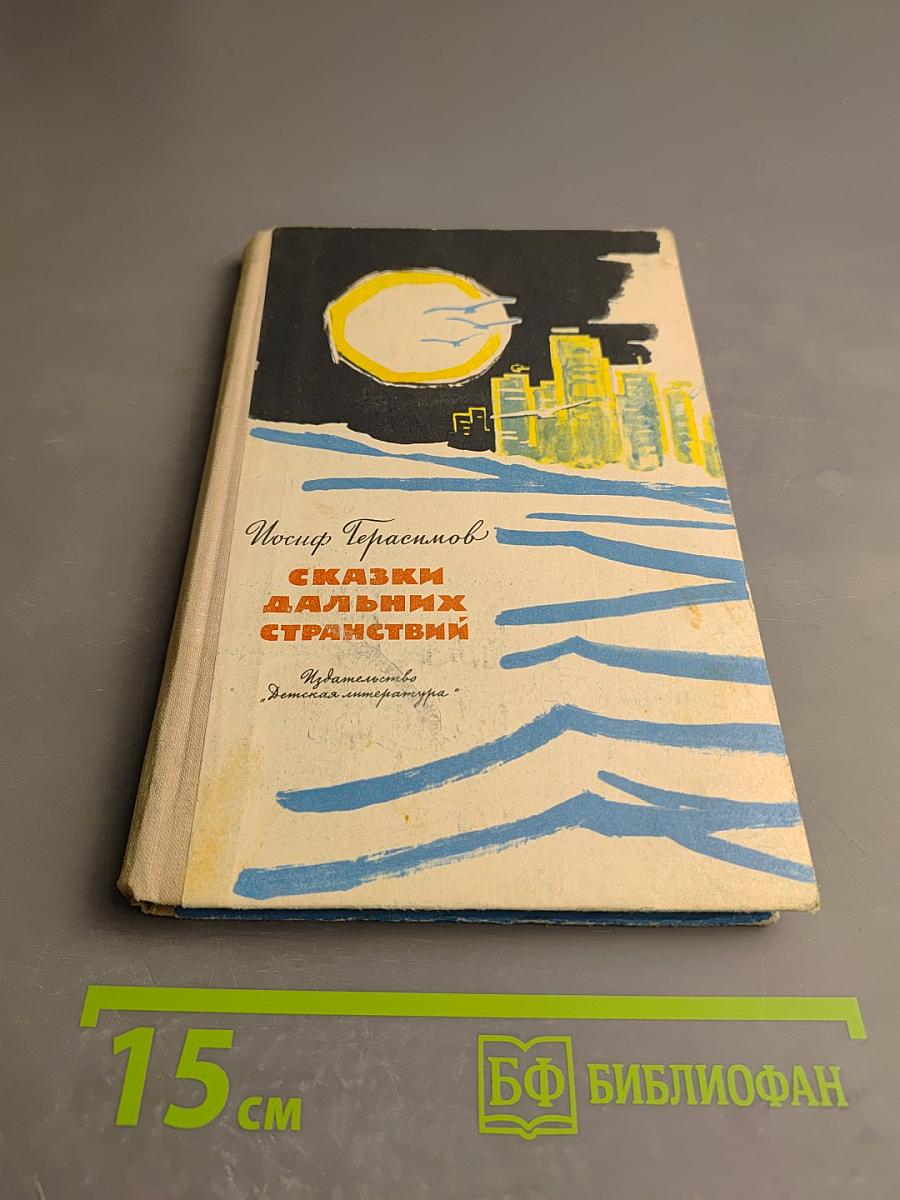 Иосиф Герасимов
СКАЗКИ
ДАЛЬНИХ
СТРАНСТВИЙ
Издательство
„Детская литература"
15 см
БФ БИБЛИОФАН